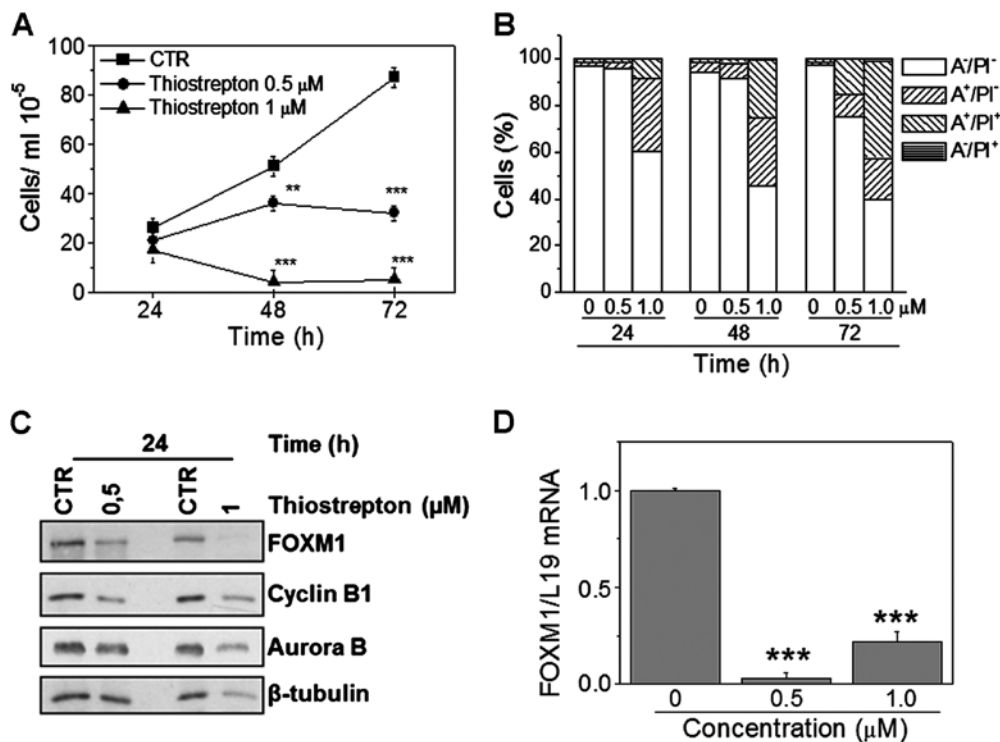 A
100
80
60
40
20
0
Cells/ ml 10⁻⁵
CTR
Thiostrepton 0.5 µM
Thiostrepton 1 µM
**
***
***
***
24 48 72
Time (h)
B
100
80
60
40
20
0
Cells (%)
A⁻/PI⁻
A⁺/PI⁻
A⁺/PI⁺
A⁻/PI⁺
0 0.5 1.0 0 0.5 1.0 0 0.5 1.0 µM
24 48 72
Time (h)
C
24 Time (h)
CTR 0,5 CTR 1 Thiostrepton (µM)
FOXM1
Cyclin B1
Aurora B
β-tubulin
D
FOXM1/L19 mRNA
1.0
0.5
0.0
***
***
0 0.5 1.0
Concentration (µM)